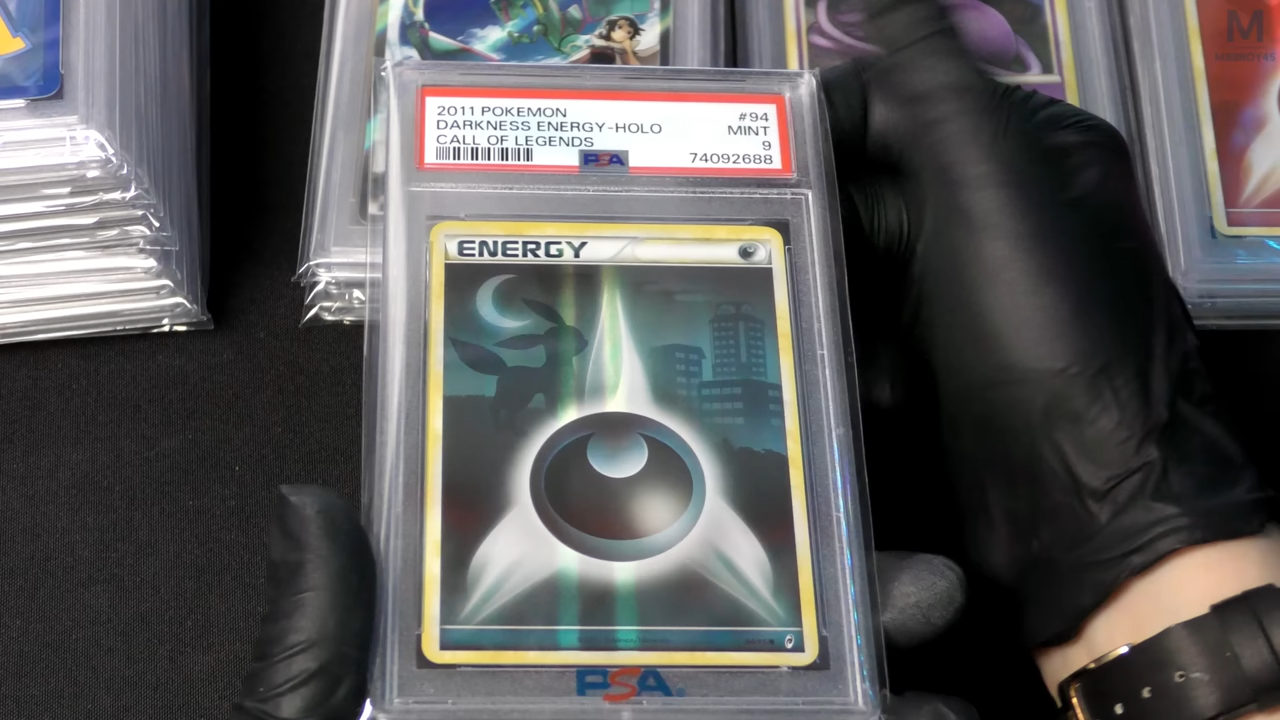 M
2011 POKEMON #94
DARKNESS ENERGY-HOLO MINT
CALL OF LEGENDS 9
PSA 74092688
ENERGY
PSA